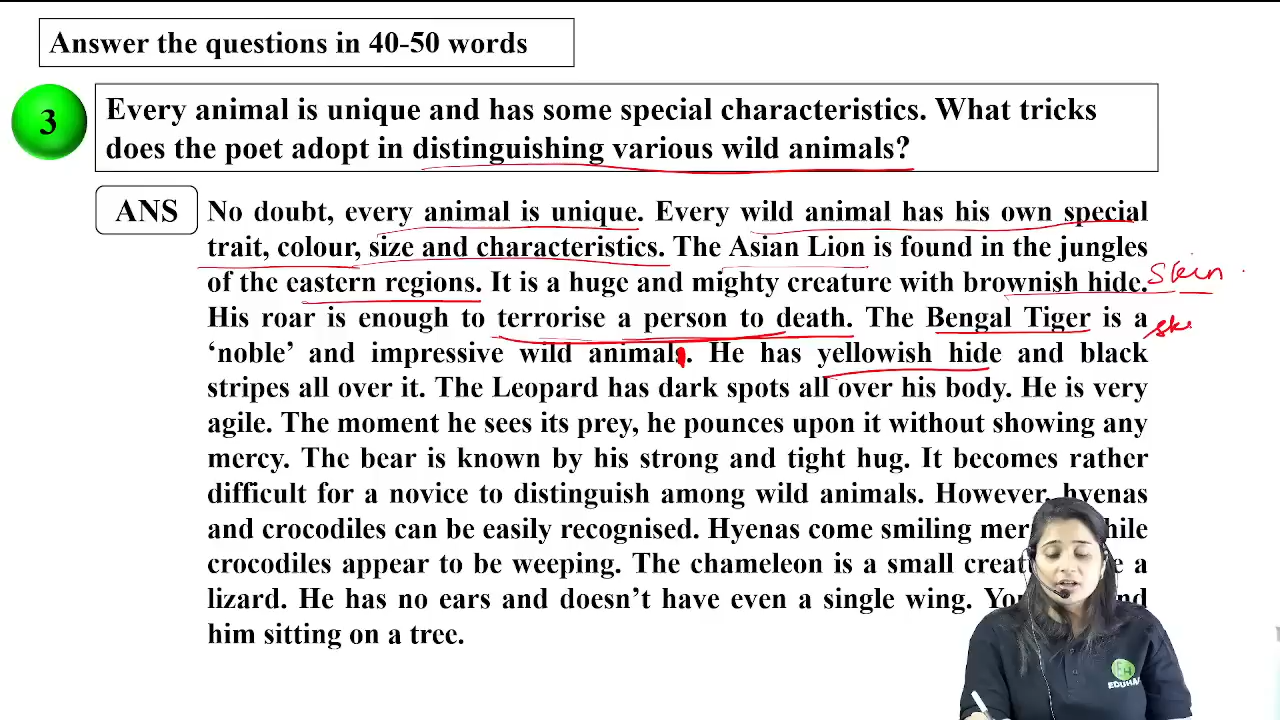 Answer the questions in 40-50 words
3
Every animal is unique and has some special characteristics. What tricks
does the poet adopt in distinguishing various wild animals?
ANS
No doubt, every animal is unique. Every wild animal has his own special
trait, colour, size and characteristics. The Asian Lion is found in the jungles
of the eastern regions. It is a huge and mighty creature with brownish hide. Skin
His roar is enough to terrorise a person to death. The Bengal Tiger is a
‘noble’ and impressive wild animal. He has yellowish hide and black
stripes all over it. The Leopard has dark spots all over his body. He is very
agile. The moment he sees its prey, he pounces upon it without showing any
mercy. The bear is known by his strong and tight hug. It becomes rather
difficult for a novice to distinguish among wild animals. However, hyenas
and crocodiles can be easily recognised. Hyenas come smiling
crocodiles appear to be weeping. The chameleon is a small a
lizard. He has no ears and doesn’t have even a single wing.
him sitting on a tree.